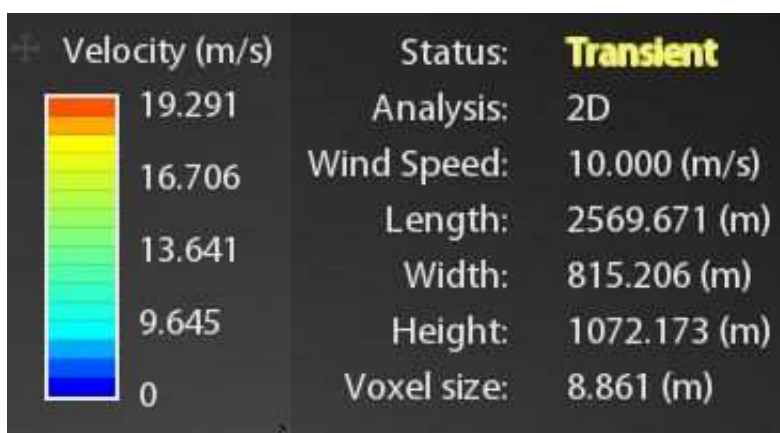 Velocity (m/s)
19.291
16.706
13.641
9.645
0
Status: Transient
Analysis: 2D
Wind Speed: 10.000 (m/s)
Length: 2569.671 (m)
Width: 815.206 (m)
Height: 1072.173 (m)
Voxel size: 8.861 (m)